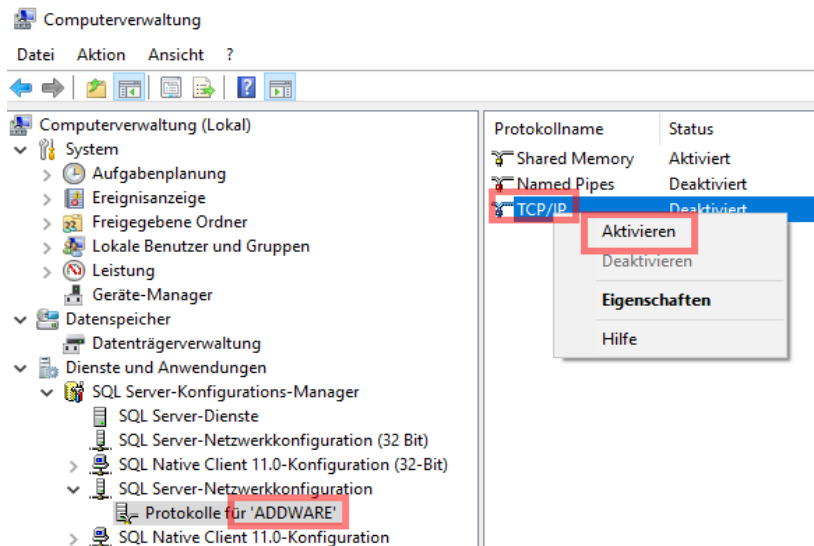 Computerverwaltung
Datei Aktion Ansicht ?
Computerverwaltung (Lokal)
System
Aufgabenplanung
Ereignisanzeige
Freigegebene Ordner
Lokale Benutzer und Gruppen
Leistung
Geräte-Manager
Datenspeicher
Datenträgerverwaltung
Dienste und Anwendungen
SQL Server-Konfigurations-Manager
SQL Server-Dienste
SQL Server-Netzwerkkonfiguration (32 Bit)
SQL Native Client 11.0-Konfiguration (32-Bit)
SQL Server-Netzwerkkonfiguration
Protokolle für 'ADDWARE'
SQL Native Client 11.0-Konfiguration
Protokollname Status
Shared Memory Aktiviert
Named Pipes Deaktiviert
TCP/IP Deaktiviert
Aktivieren
Deaktivieren
Eigenschaften
Hilfe